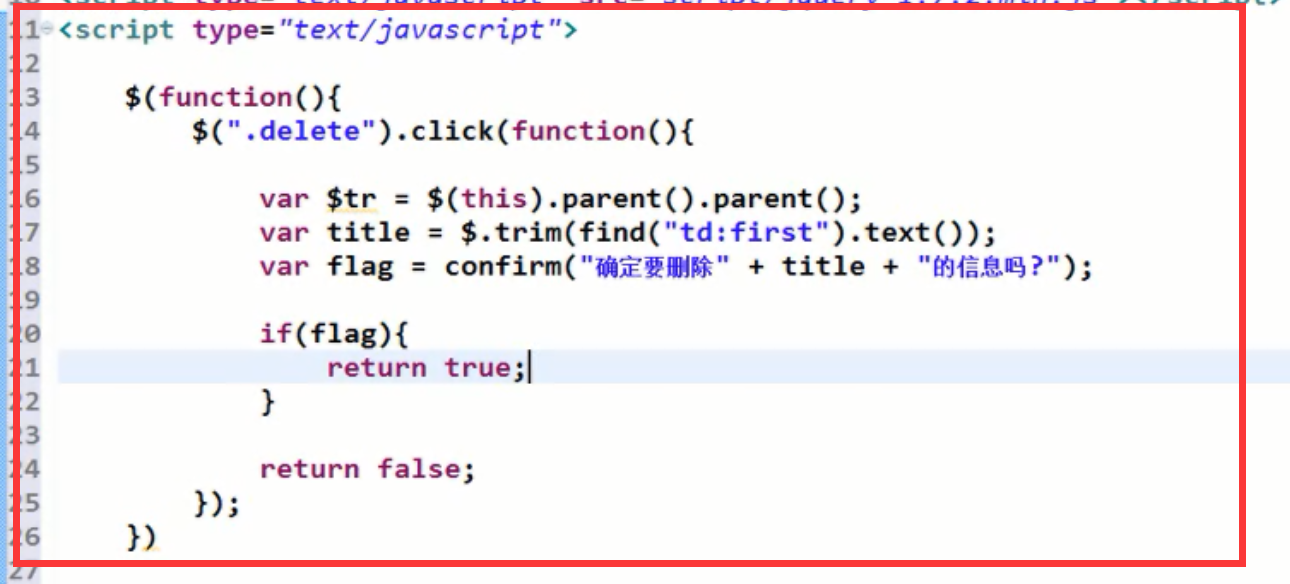 11 <script type="text/javascript">
12
13 $(function(){
14 $(".delete").click(function(){
15
16 var $tr = $(this).parent().parent();
17 var title = $.trim(find("td:first").text());
18 var flag = confirm("确定要删除" + title + "的信息吗?");
19
20 if(flag){
21 return true;
22 }
23
24 return false;
25 });
26 })
27